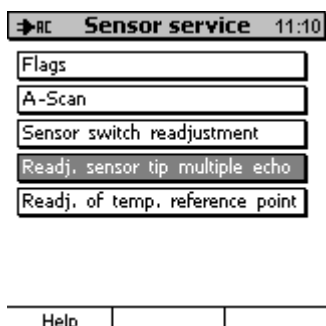 AC Sensor service 11:10
Flags
A-Scan
Sensor switch readjustment
Readj. sensor tip multiple echo
Readj. of temp. reference point
Help